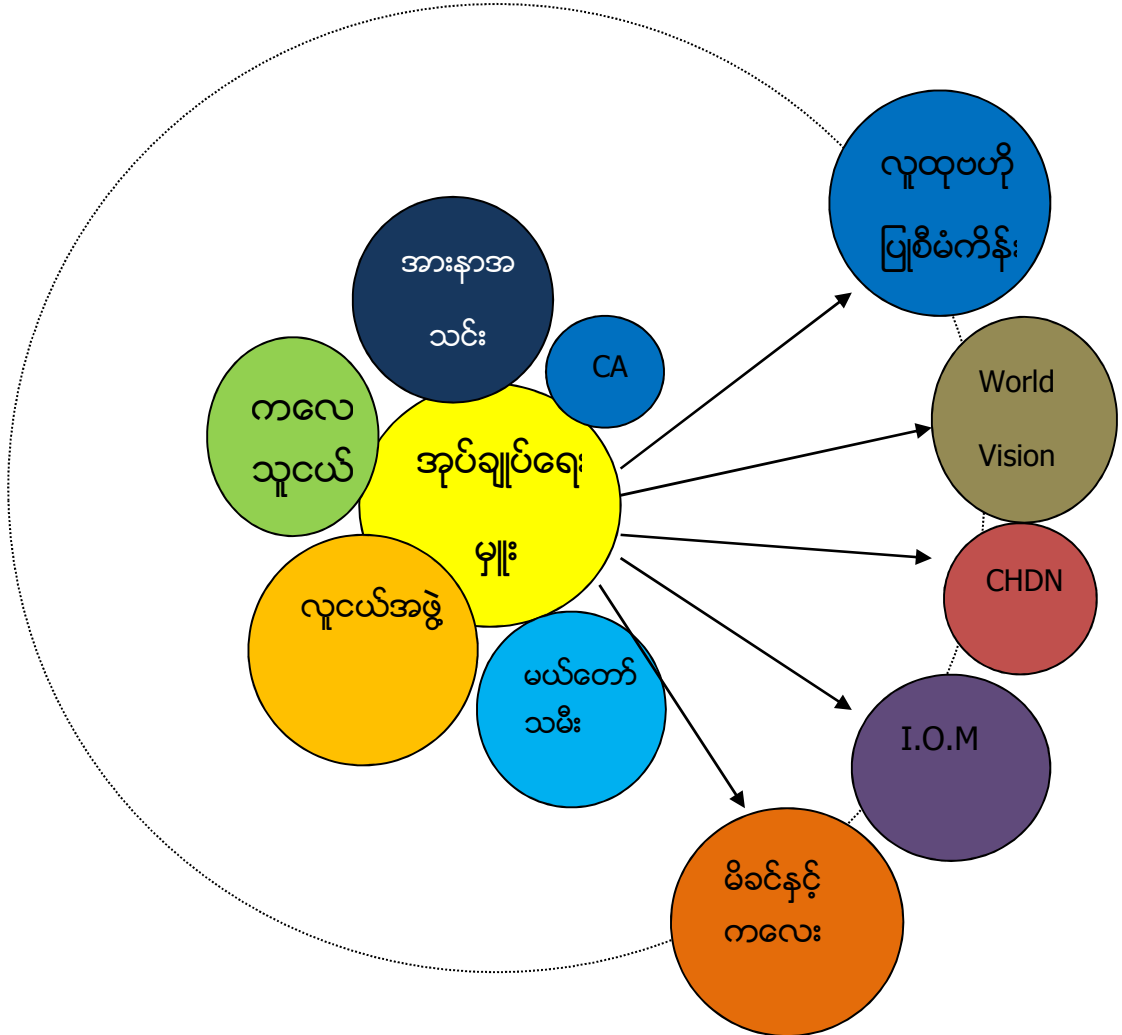 လူထုဗဟို
ပြုစီမံကိန်း
အားနာအ
သင်း
CA
World
Vision
ကလေ
သူငယ်
အုပ်ချုပ်ရေး
မှူး
CHDN
လူငယ်အဖွဲ့
မယ်တော်
သမီး
I.O.M
မိခင်နှင့်
ကလေး